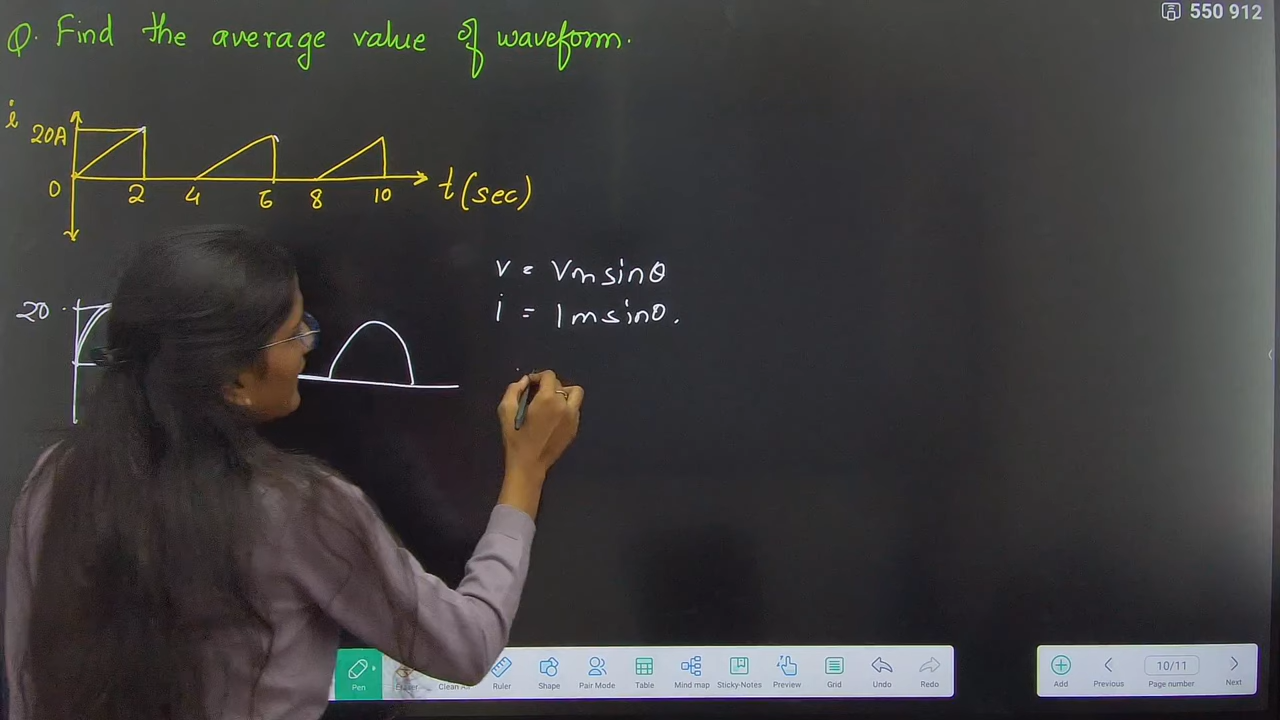 Q. Find the average value of waveform.
550 912
i
20A
0 2 4 6 8 10 t(sec)
v = Vm sinθ
20
i = Im sinθ.
Pen
Clean All
Ruler
Shape
Pair Mode
Table
Mind map
Sticky-Notes
Preview
Grid
Undo
Redo
Add
Previous
10/11
Page number
Next